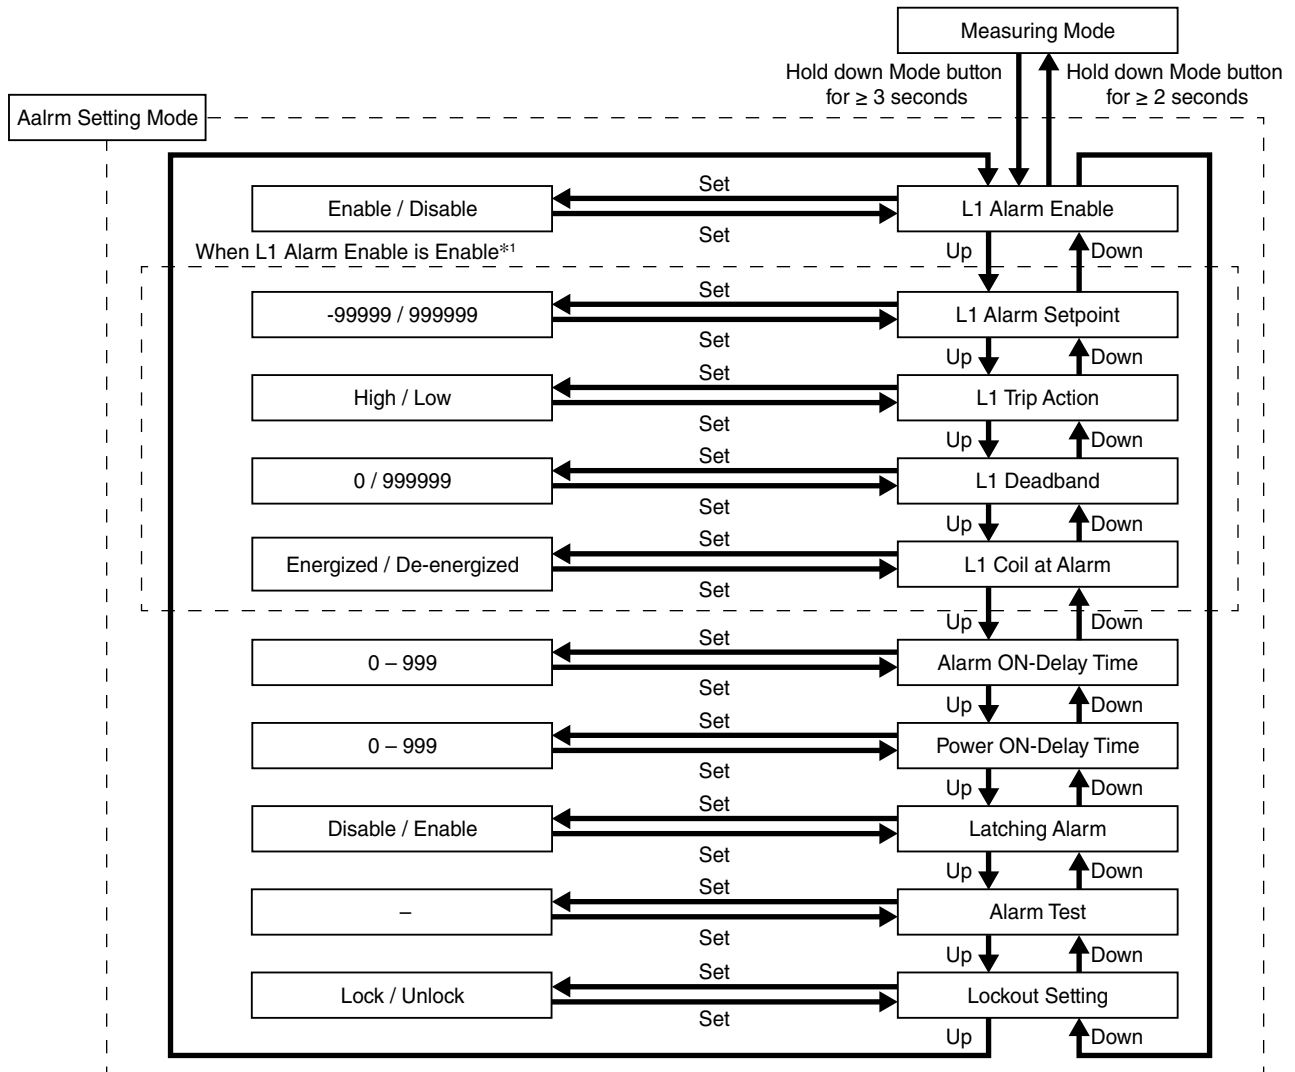 Measuring Mode
Hold down Mode button
for ≥ 3 seconds
Hold down Mode button
for ≥ 2 seconds
Aalrm Setting Mode
Set
Enable / Disable
L1 Alarm Enable
Set
When L1 Alarm Enable is Enable*1
Up
Down
Set
-99999 / 999999
L1 Alarm Setpoint
Set
Up
Down
Set
High / Low
L1 Trip Action
Set
Up
Down
Set
0 / 999999
L1 Deadband
Set
Up
Down
Set
Energized / De-energized
L1 Coil at Alarm
Set
Up
Down
Set
0 – 999
Alarm ON-Delay Time
Set
Up
Down
Set
0 – 999
Power ON-Delay Time
Set
Up
Down
Set
Disable / Enable
Latching Alarm
Set
Up
Down
Set
–
Alarm Test
Set
Up
Down
Set
Lock / Unlock
Lockout Setting
Set
Up
Down